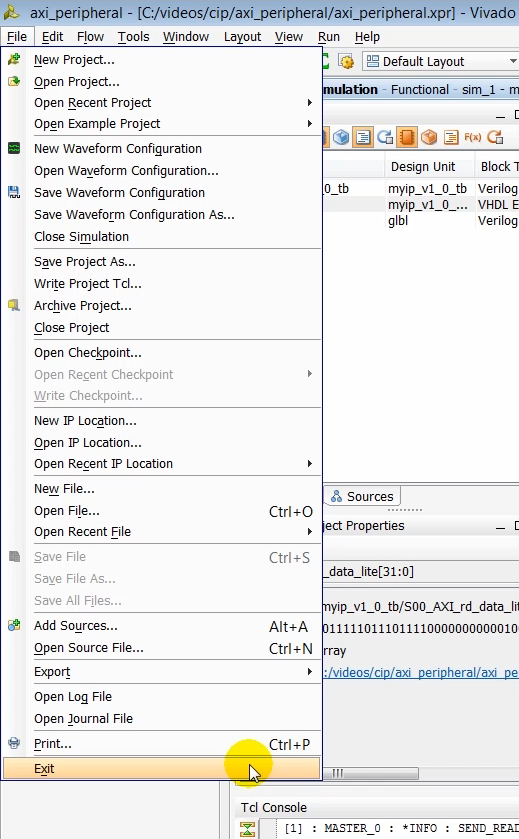 axi_peripheral - [C:/videos/cip/axi_peripheral/axi_peripheral.xpr] - Vivado
File Edit Flow Tools Window Layout View Run Help
Default Layout
New Project...
Open Project...
Open Recent Project
Open Example Project
New Waveform Configuration
Open Waveform Configuration...
Save Waveform Configuration
Save Waveform Configuration As...
Close Simulation
Save Project As...
Write Project Tcl...
Archive Project...
Close Project
Open Checkpoint...
Open Recent Checkpoint
Write Checkpoint...
New IP Location...
Open IP Location...
Open Recent IP Location
New File...
Open File... Ctrl+O
Open Recent File
Save File Ctrl+S
Save File As...
Save All Files...
Add Sources... Alt+A
Open Source File... Ctrl+N
Export
Open Log File
Open Journal File
Print... Ctrl+P
Exit
mulation - Functional - sim_1 - m
F(x)
Design Unit Block T
_0_tb myip_v1_0_tb Verilog
myip_v1_0_... VHDL E
glbl Verilog
Sources
ject Properties
_data_lite[31:0]
myip_v1_0_tb/S00_AXI_rd_data_lit
rray
:/videos/cip/axi_peripheral/axi_pe
Tcl Console
[1] : MASTER_0 : *INFO : SEND_READ